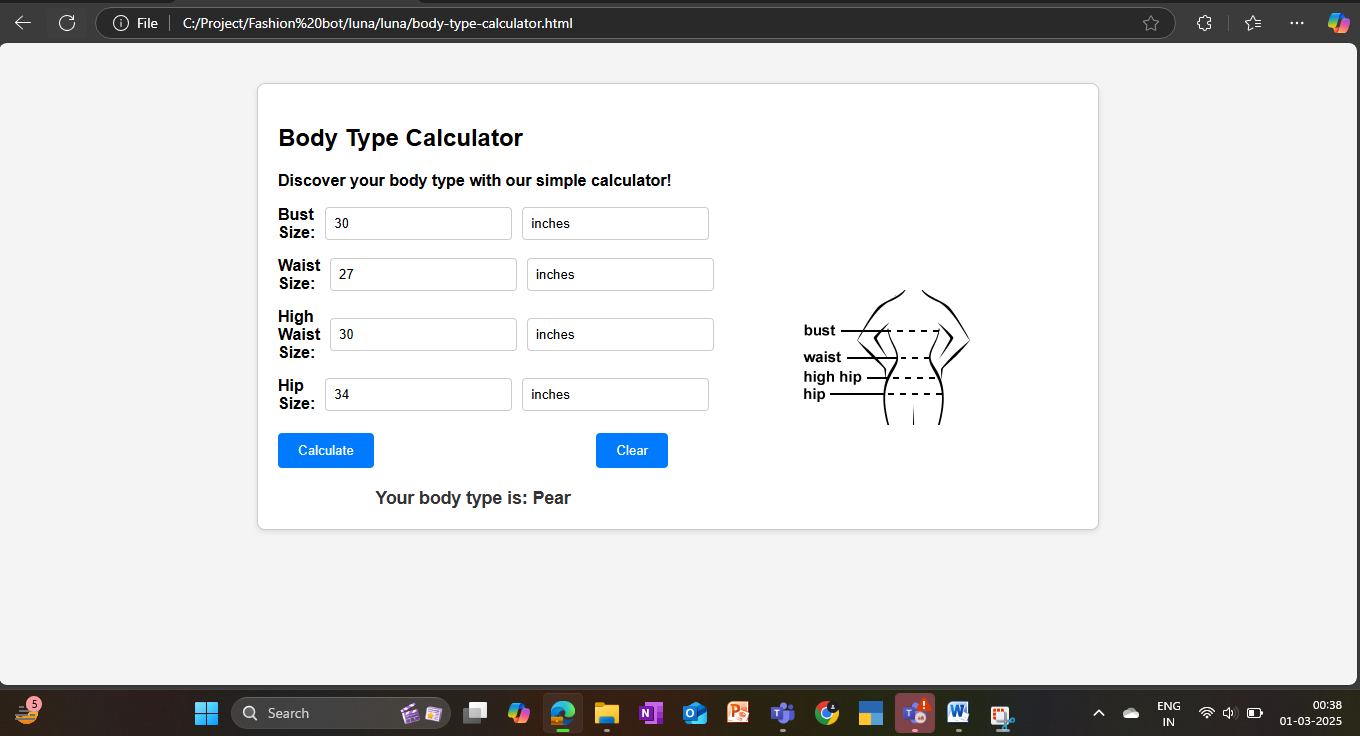 File
C:/Project/Fashion%20bot/luna/luna/body-type-calculator.html
Body Type Calculator
Discover your body type with our simple calculator!
Bust
Size:
30
inches
Waist
Size:
27
inches
High
Waist
Size:
30
inches
Hip
Size:
34
inches
Calculate
Clear
Your body type is: Pear
bust
waist
high hip
hip
5
Search
N
O
P
T
T
W
ENG
IN
00:38
01-03-2025